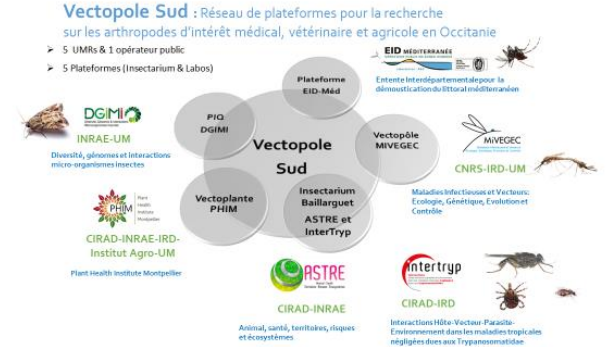 Vectopole Sud : Réseau de plateformes pour la recherche
sur les arthropodes d'intérêt médical, vétérinaire et agricole en Occitanie
➢ 5 UMRs & 1 opérateur public
➢ 5 Plateformes (Insectarium & Labos)
EID MÉDITERRANÉE
Entente Interdépartementale pour la
démoustication du littoral méditerranéen
Plateforme
EID-Méd
PIQ
DGIMI
Vectopole
Sud
Vectopôle
MIVEGEC
Vectoplante
PHIM
Insectarium
Baillarguet
ASTRE et
InterTryp
DGIMI
INRAE-UM
Diversité, génomes et interactions
micro-organismes insectes
MiVEGEC
CNRS-IRD-UM
Maladies Infectieuses et Vecteurs:
Ecologie, Génétique, Evolution et
Contrôle
PHIM
Plant
Health
Institute
Montpellier
CIRAD-INRAE-IRD-
Institut Agro-UM
Plant Health Institute Montpellier
ASTRE
CIRAD-INRAE
Animal, santé, territoires, risques
et écosystèmes
intertryp
CIRAD-IRD
Interactions Hôte-Vecteur-Parasite-
Environnement dans les maladies tropicales
négligées dues aux Trypanosomatidae